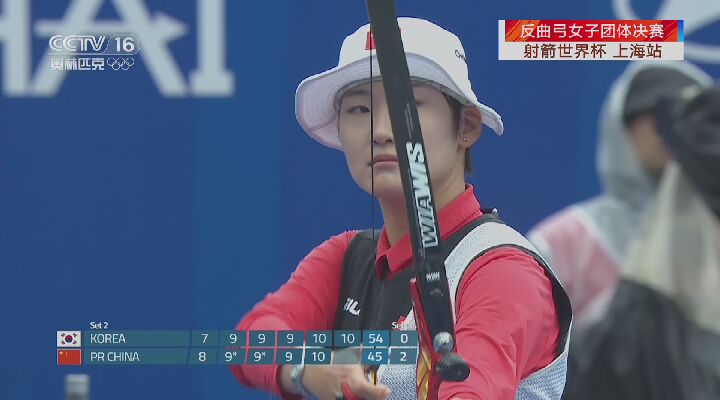 HAI
CCTV 16
奥林匹克
反曲弓女子团体决赛
射箭世界杯 上海站
WIAWIS
Set 2
KOREA 7 9 9 9 10 10 54 0
PR CHINA 8 9* 9* 9 10 45 2